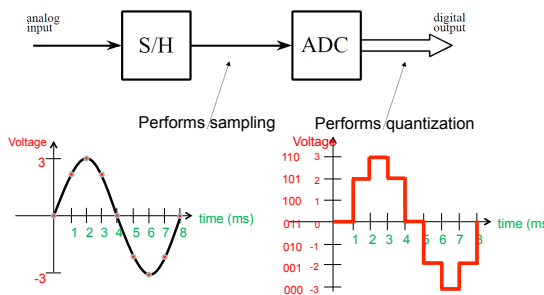 analog
input
S/H
ADC
digital
output
Performs sampling
Performs quantization
Voltage
3
-3
1 2 3 4 5 6 7 8
time (ms)
Voltage
110 3
101 2
100 1
011 0
010 -1
001 -2
000 -3
1 2 3 4 5 6 7 8
time (ms)